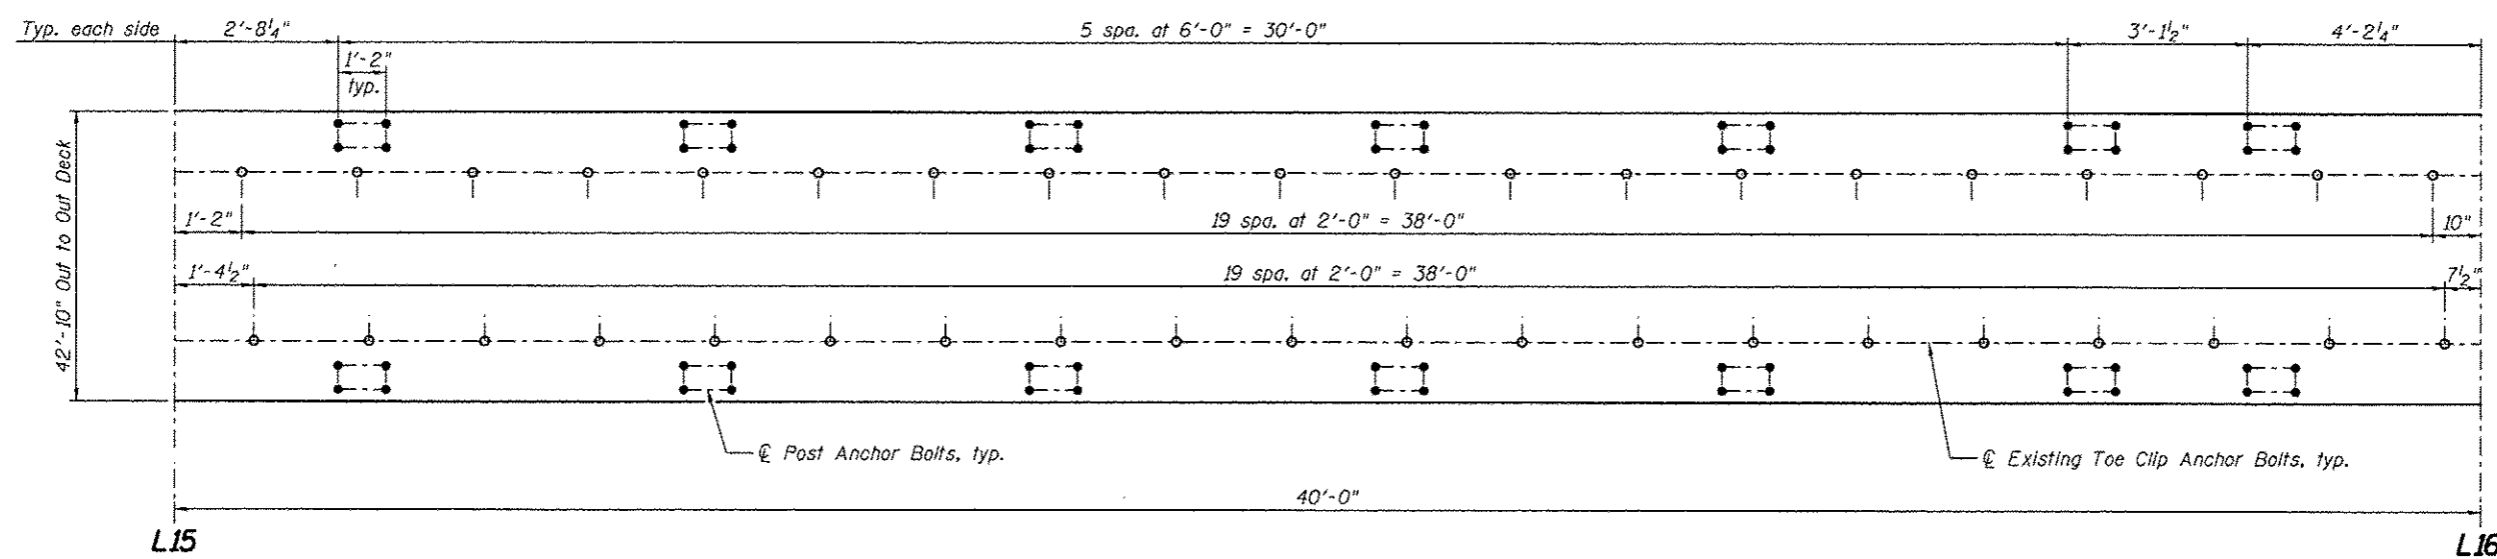 Typ. each side
2'-8¼"
5 spa. at 6'-0" = 30'-0"
3'-1½"
4'-2¼"
1'-2"
typ.
42'-10" Out to Out Deck
1'-2"
19 spa. at 2'-0" = 38'-0"
10"
1'-4½"
19 spa. at 2'-0" = 38'-0"
7½"
℄ Post Anchor Bolts, typ.
℄ Existing Toe Clip Anchor Bolts, typ.
40'-0"
L15
L16